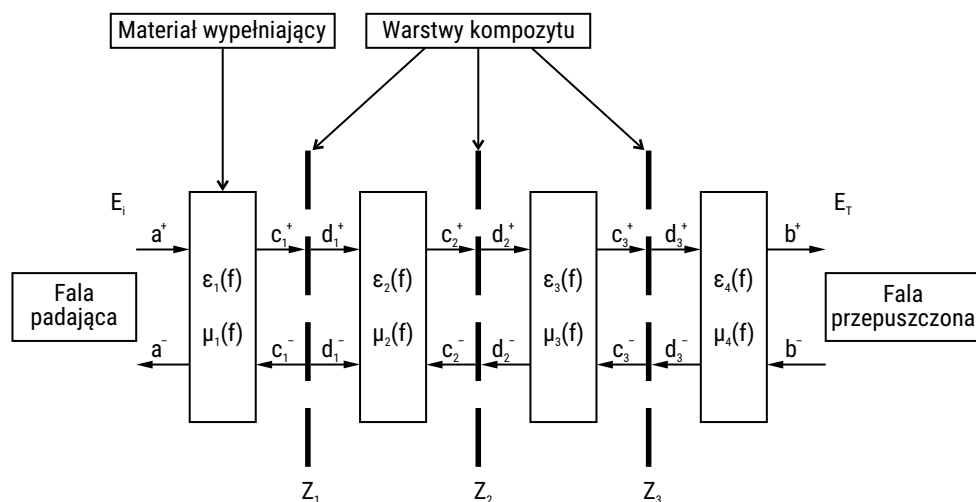 Materiał wypełniający
Warstwy kompozytu
Eᵢ
E_T
a⁺ c₁⁺ d₁⁺ c₂⁺ d₂⁺ c₃⁺ d₃⁺ b⁺
ε₁(f) ε₂(f) ε₃(f) ε₄(f)
Fala
padająca
Fala
przepuszczona
μ₁(f) μ₂(f) μ₃(f) μ₄(f)
a⁻ c₁⁻ d₁⁻ c₂⁻ d₂⁻ c₃⁻ d₃⁻ b⁻
Z₁ Z₂ Z₃